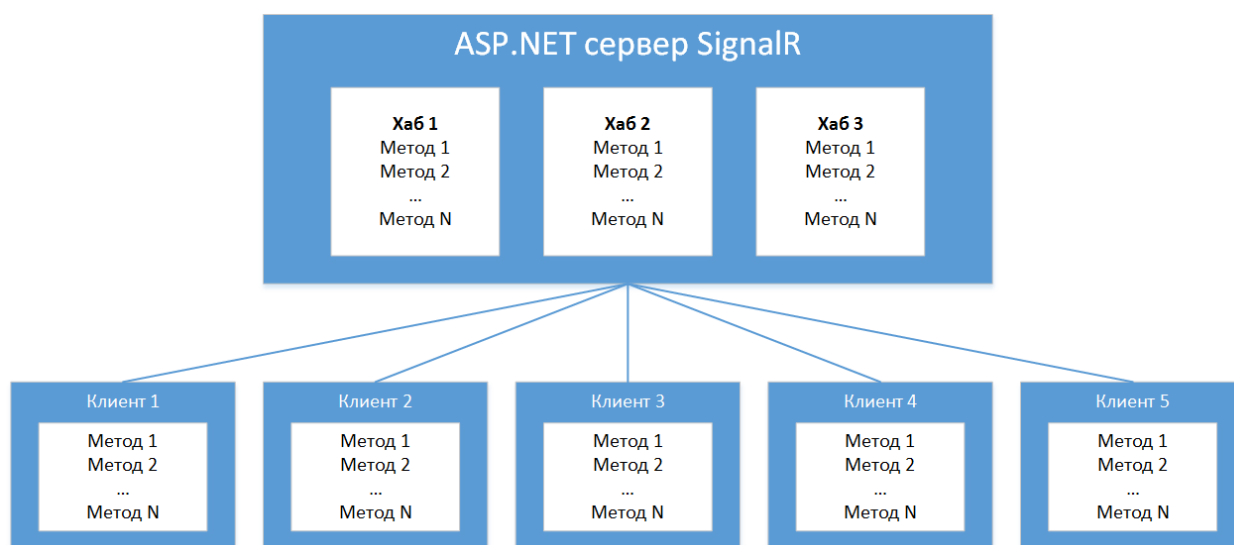 ASP.NET сервер SignalR
Хаб 1
Метод 1
Метод 2
...
Метод N
Хаб 2
Метод 1
Метод 2
...
Метод N
Хаб 3
Метод 1
Метод 2
...
Метод N
Клиент 1
Метод 1
Метод 2
...
Метод N
Клиент 2
Метод 1
Метод 2
...
Метод N
Клиент 3
Метод 1
Метод 2
...
Метод N
Клиент 4
Метод 1
Метод 2
...
Метод N
Клиент 5
Метод 1
Метод 2
...
Метод N